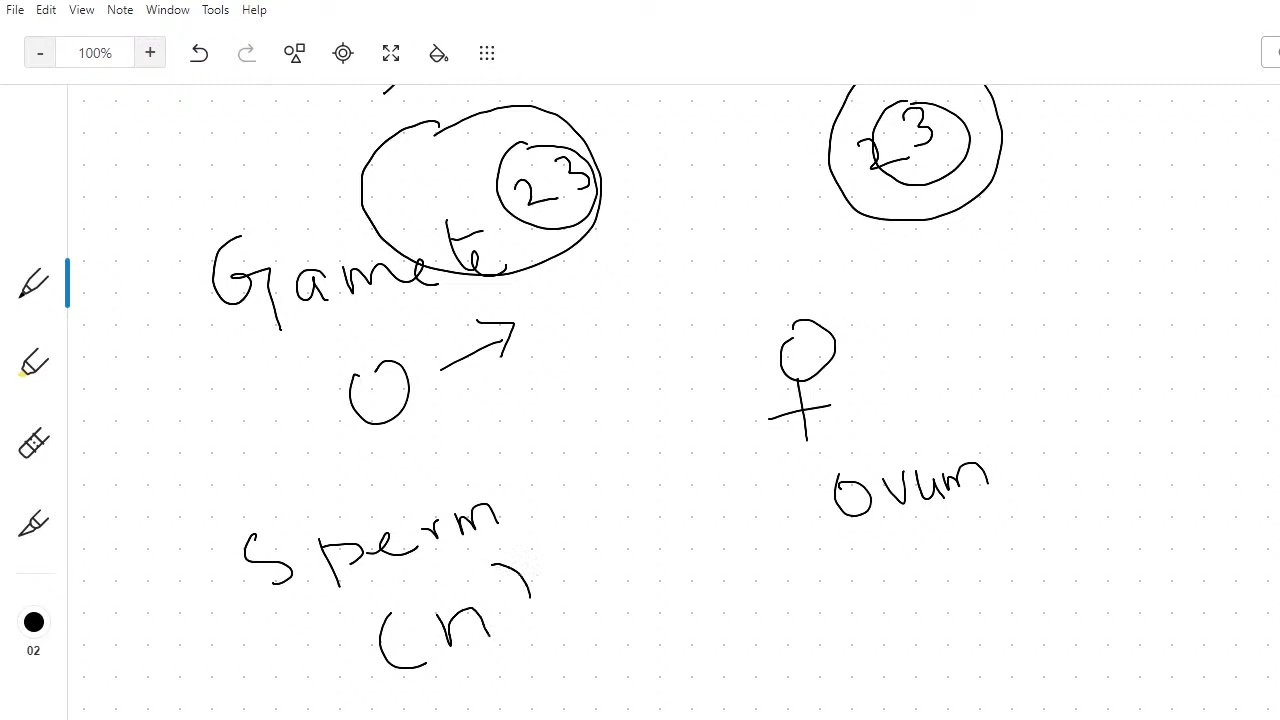 File Edit View Note Window Tools Help
- 100% +
23
23
Gamete
Ovum
Sperm
(n)
02